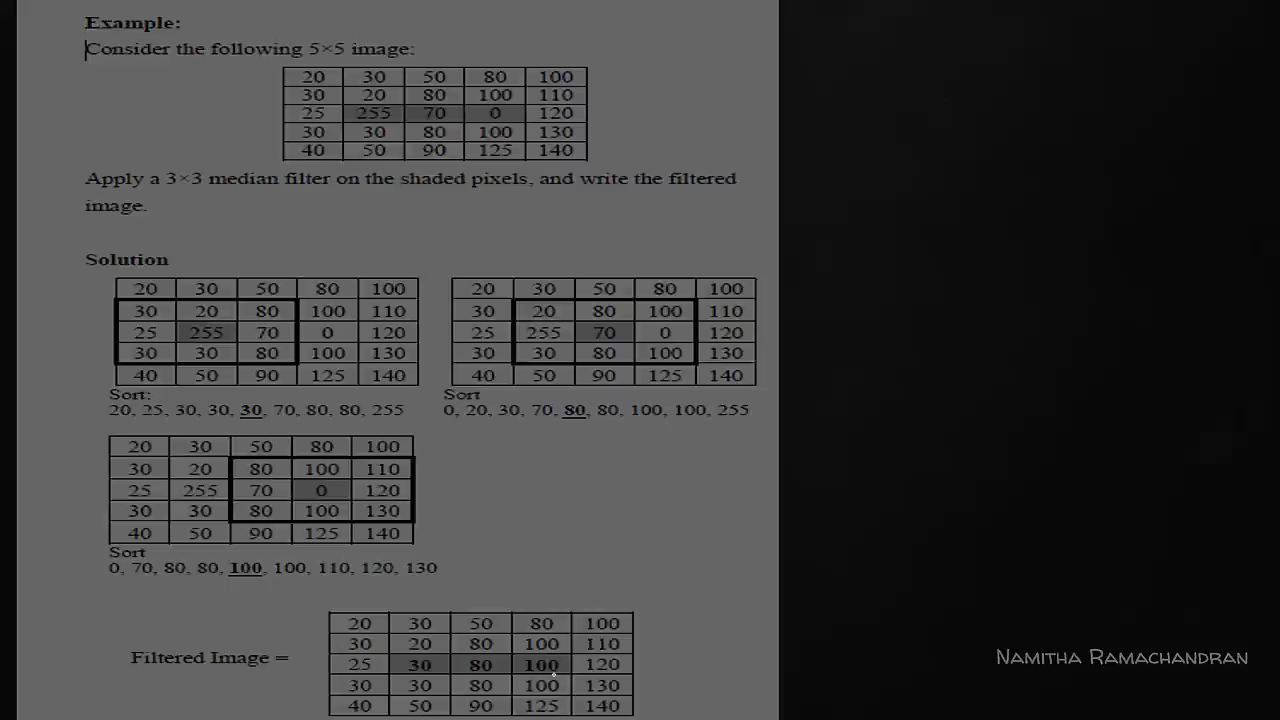 Example:
Consider the following 5×5 image:
20 30 50 80 100
30 20 80 100 110
25 255 70 0 120
30 30 80 100 130
40 50 90 125 140
Apply a 3×3 median filter on the shaded pixels, and write the filtered
image.
Solution
20 30 50 80 100
30 20 80 100 110
25 255 70 0 120
30 30 80 100 130
40 50 90 125 140
Sort:
20, 25, 30, 30, 30, 70, 80, 80, 255
20 30 50 80 100
30 20 80 100 110
25 255 70 0 120
30 30 80 100 130
40 50 90 125 140
Sort
0, 20, 30, 70, 80, 80, 100, 100, 255
20 30 50 80 100
30 20 80 100 110
25 255 70 0 120
30 30 80 100 130
40 50 90 125 140
Sort
0, 70, 80, 80, 100, 100, 110, 120, 130
Filtered Image =
20 30 50 80 100
30 20 80 100 110
25 30 80 100 120
30 30 80 100 130
40 50 90 125 140
Namitha Ramachandran